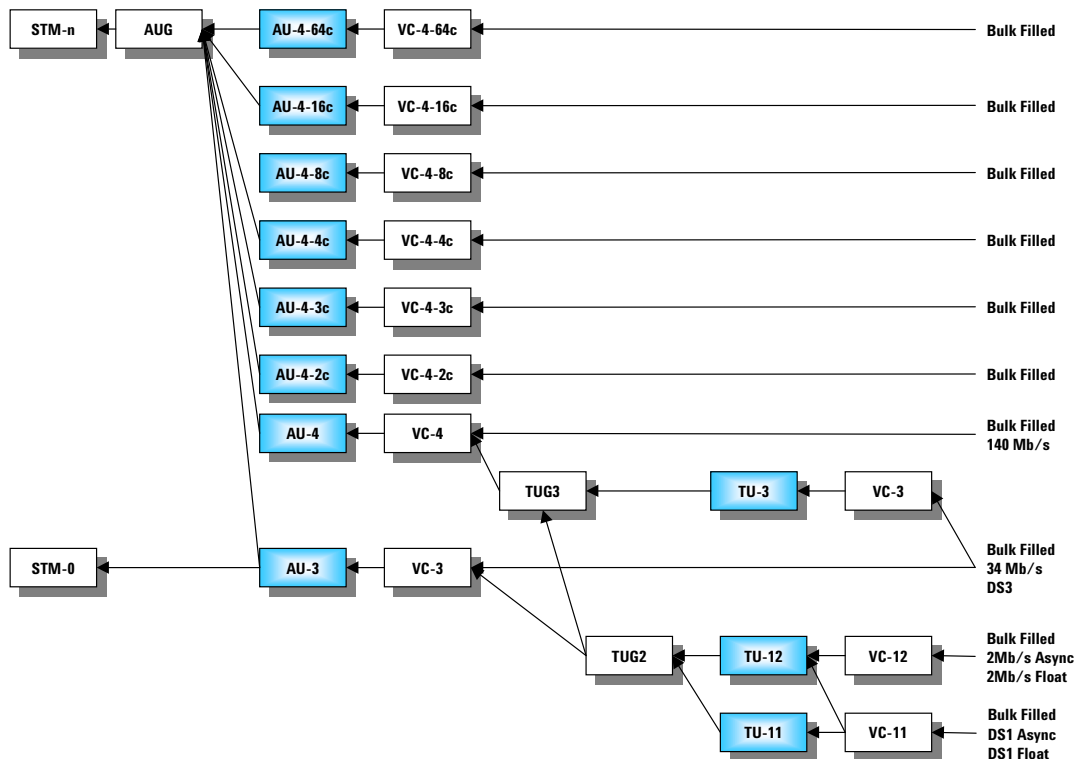 STM-n AUG AU-4-64c VC-4-64c Bulk Filled
AU-4-16c VC-4-16c Bulk Filled
AU-4-8c VC-4-8c Bulk Filled
AU-4-4c VC-4-4c Bulk Filled
AU-4-3c VC-4-3c Bulk Filled
AU-4-2c VC-4-2c Bulk Filled
AU-4 VC-4 Bulk Filled
140 Mb/s
TUG3 TU-3 VC-3
STM-0 AU-3 VC-3 Bulk Filled
34 Mb/s
DS3
TUG2 TU-12 VC-12 Bulk Filled
2Mb/s Async
2Mb/s Float
TU-11 VC-11 Bulk Filled
DS1 Async
DS1 Float